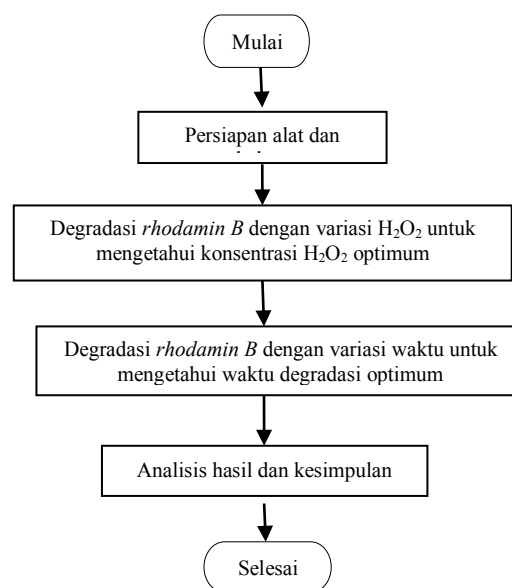 Mulai
Persiapan alat dan
Degradasi rhodamin B dengan variasi H₂O₂ untuk
mengetahui konsentrasi H₂O₂ optimum
Degradasi rhodamin B dengan variasi waktu untuk
mengetahui waktu degradasi optimum
Analisis hasil dan kesimpulan
Selesai